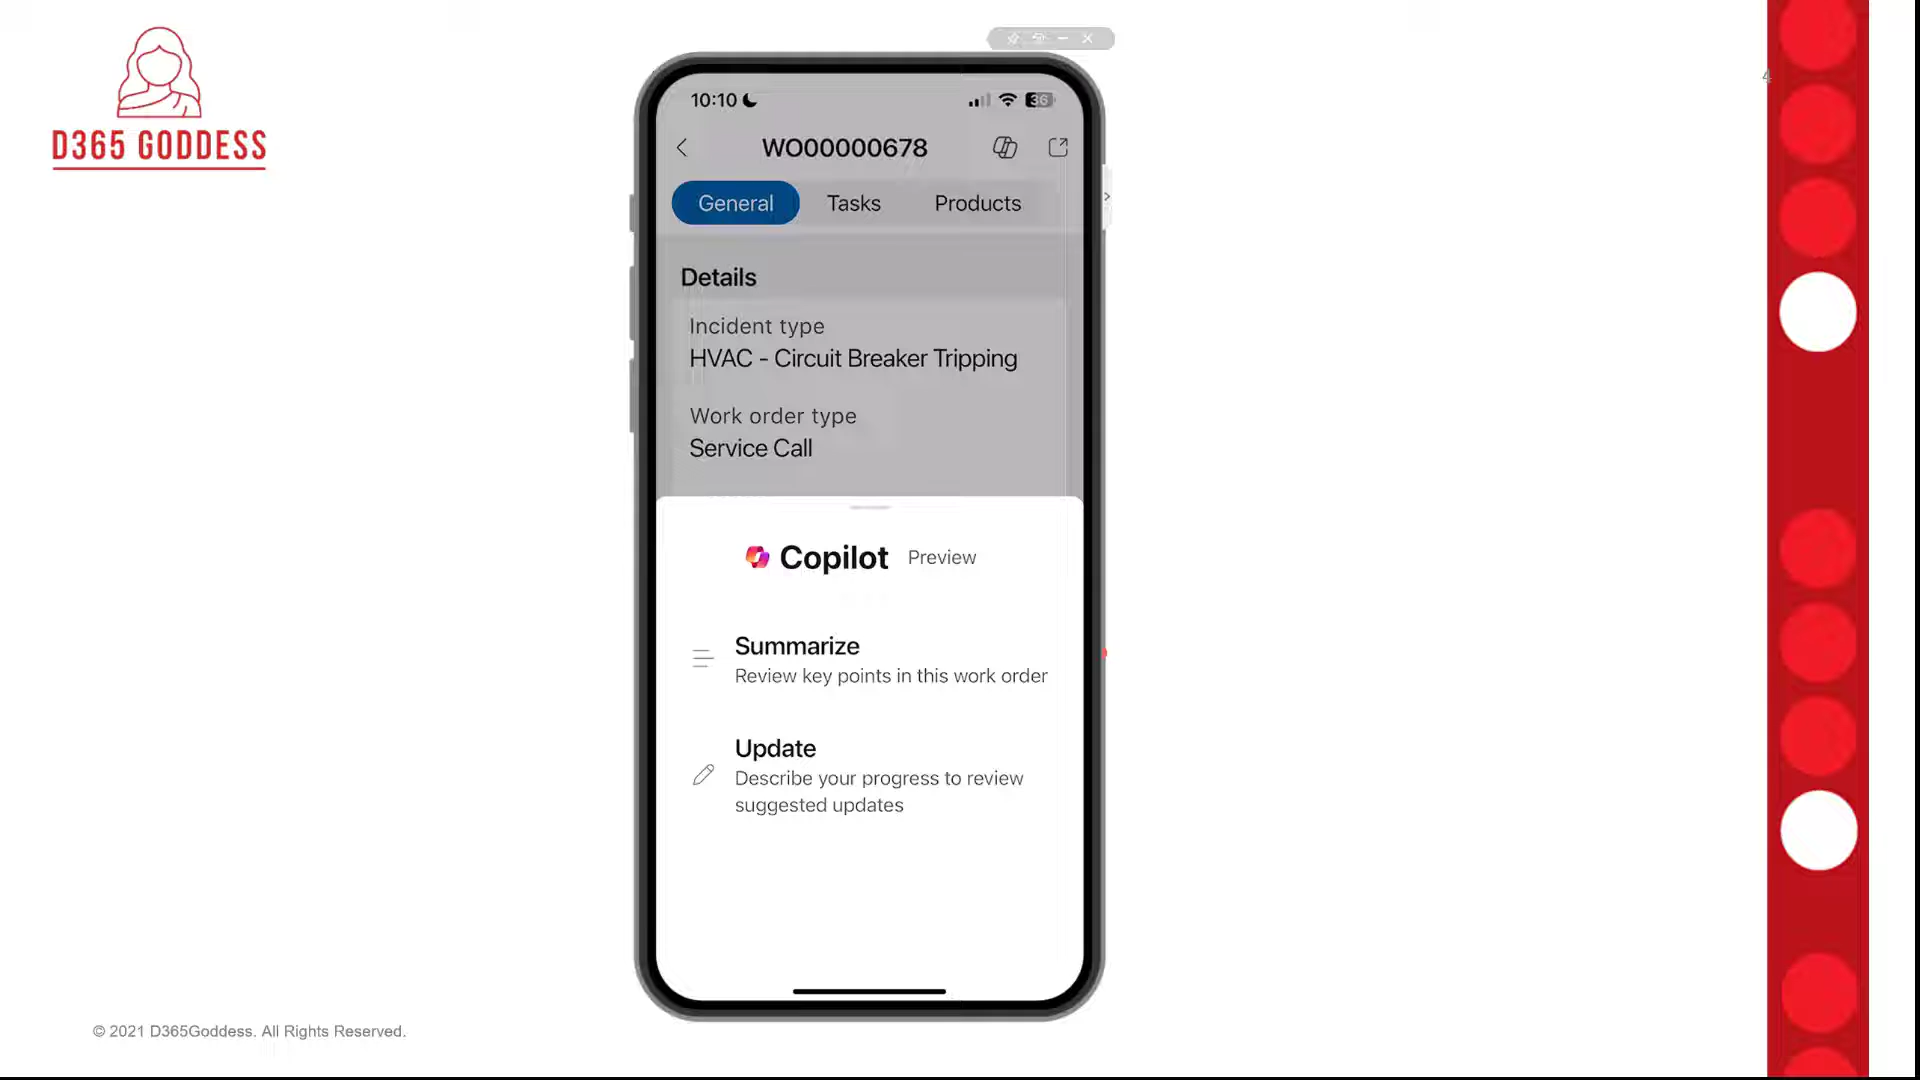 D365 GODDESS
4
10:10
36
WO00000678
General Tasks Products
Details
Incident type
HVAC - Circuit Breaker Tripping
Work order type
Service Call
Copilot Preview
Summarize
Review key points in this work order
Update
Describe your progress to review
suggested updates
© 2021 D365Goddess. All Rights Reserved.